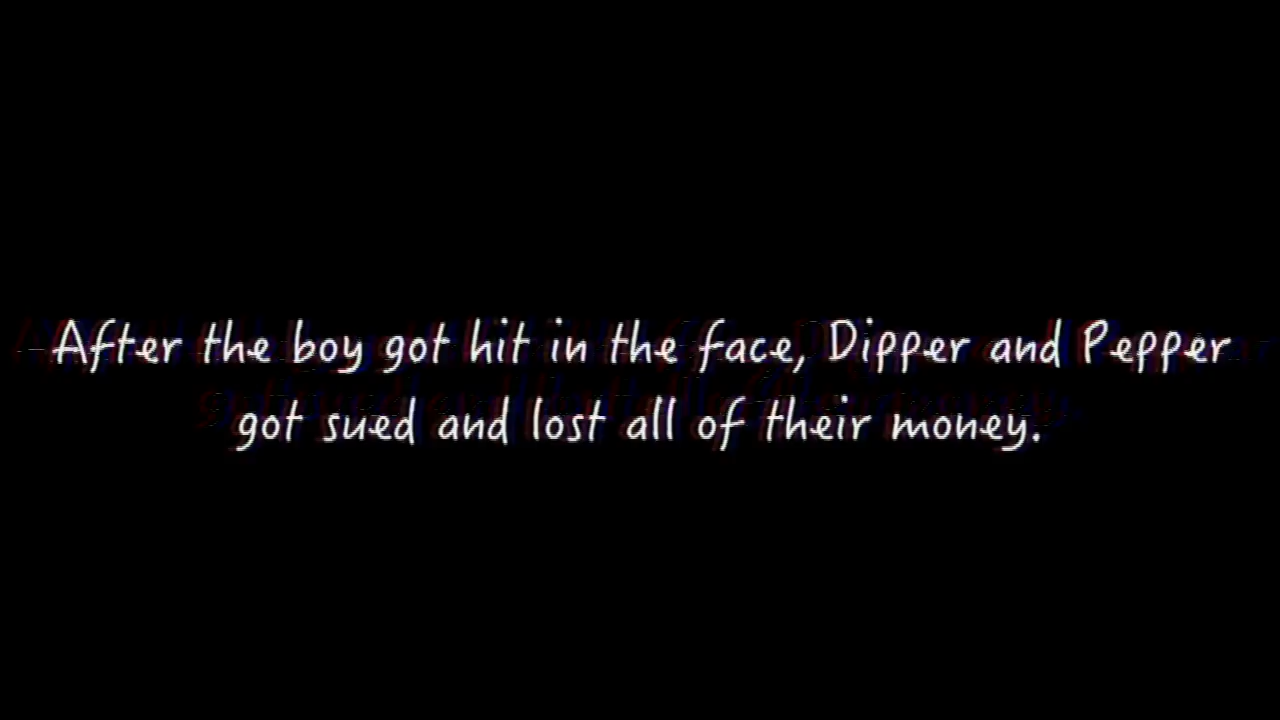 After the boy got hit in the face, Dipper and Pepper
got sued and lost all of their money.